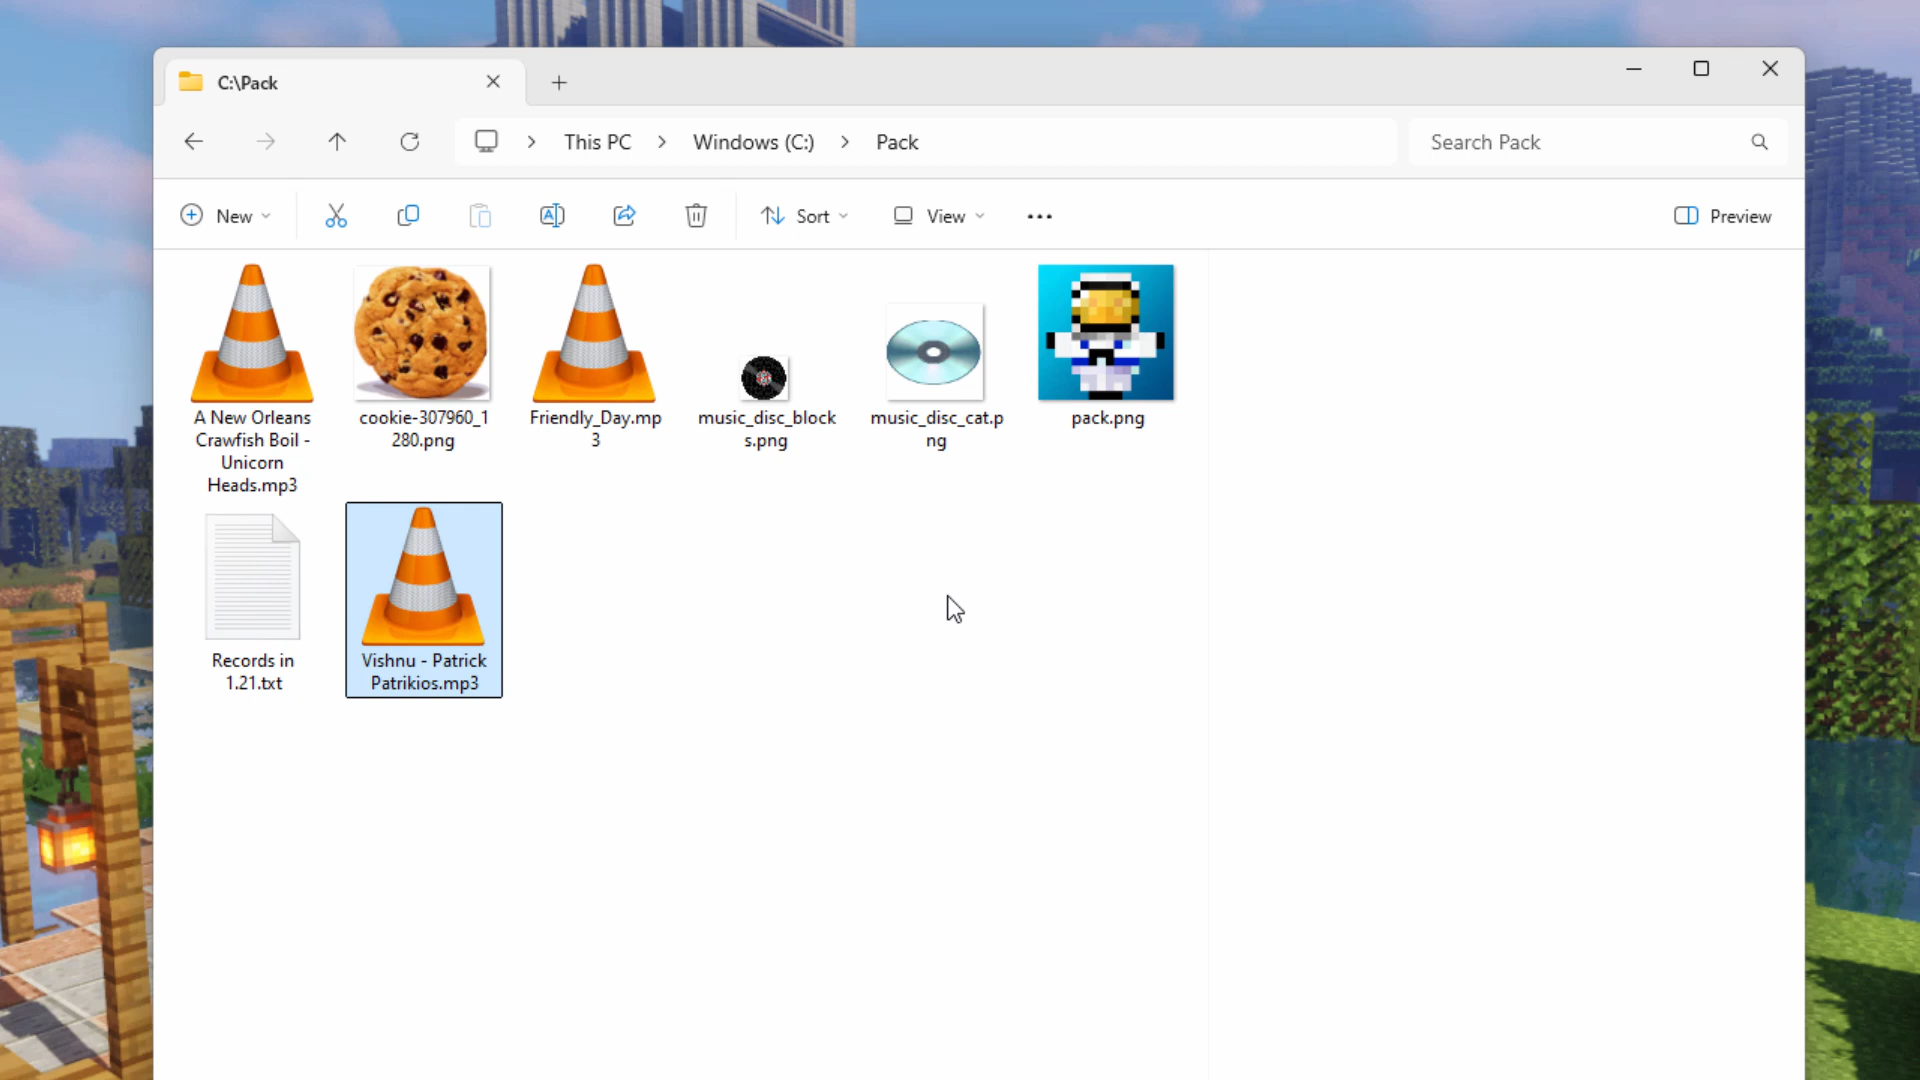 C:\Pack
This PC
Windows (C:)
Pack
Search Pack
New
Sort
View
Preview
A New Orleans
Crawfish Boil -
Unicorn
Heads.mp3
cookie-307960_1
280.png
Friendly_Day.mp
3
music_disc_block
s.png
music_disc_cat.p
ng
pack.png
Records in
1.21.txt
Vishnu - Patrick
Patrikios.mp3